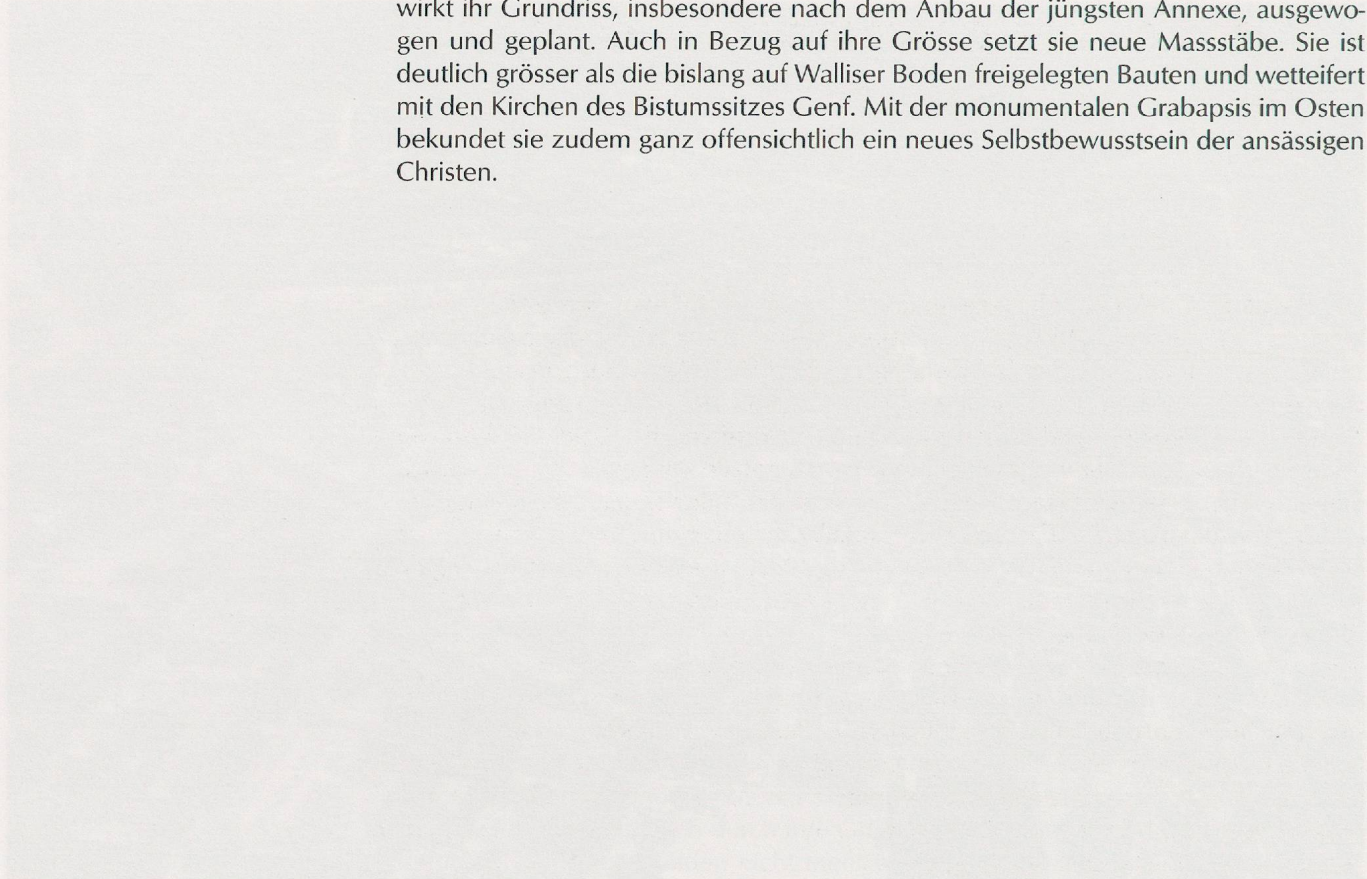 wirkt ihr Grundriss, insbesondere nach dem Anbau der jüngsten Annexe, ausgewo-
gen und geplant. Auch in Bezug auf ihre Grösse setzt sie neue Massstäbe. Sie ist
deutlich grösser als die bislang auf Walliser Boden freigelegten Bauten und wetteifert
mit den Kirchen des Bistumssitzes Genf. Mit der monumentalen Grabapsis im Osten
bekundet sie zudem ganz offensichtlich ein neues Selbstbewusstsein der ansässigen
Christen.